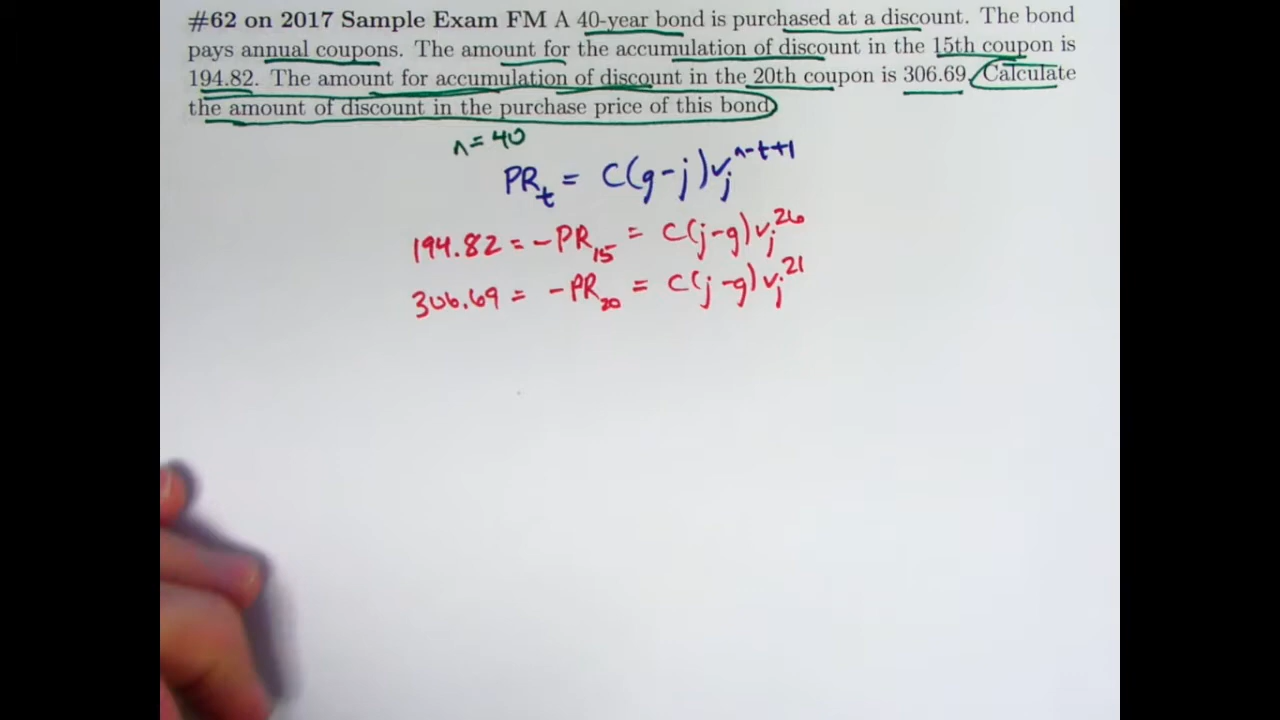 #62 on 2017 Sample Exam FM A 40-year bond is purchased at a discount. The bond
pays annual coupons. The amount for the accumulation of discount in the 15th coupon is
194.82. The amount for accumulation of discount in the 20th coupon is 306.69. Calculate
the amount of discount in the purchase price of this bond.
n=40
PR_t = C(g-j)v_j^{n-t+1}
194.82 = -PR_15 = C(j-g)v_j^{26}
306.69 = -PR_20 = C(j-g)v_j^{21}